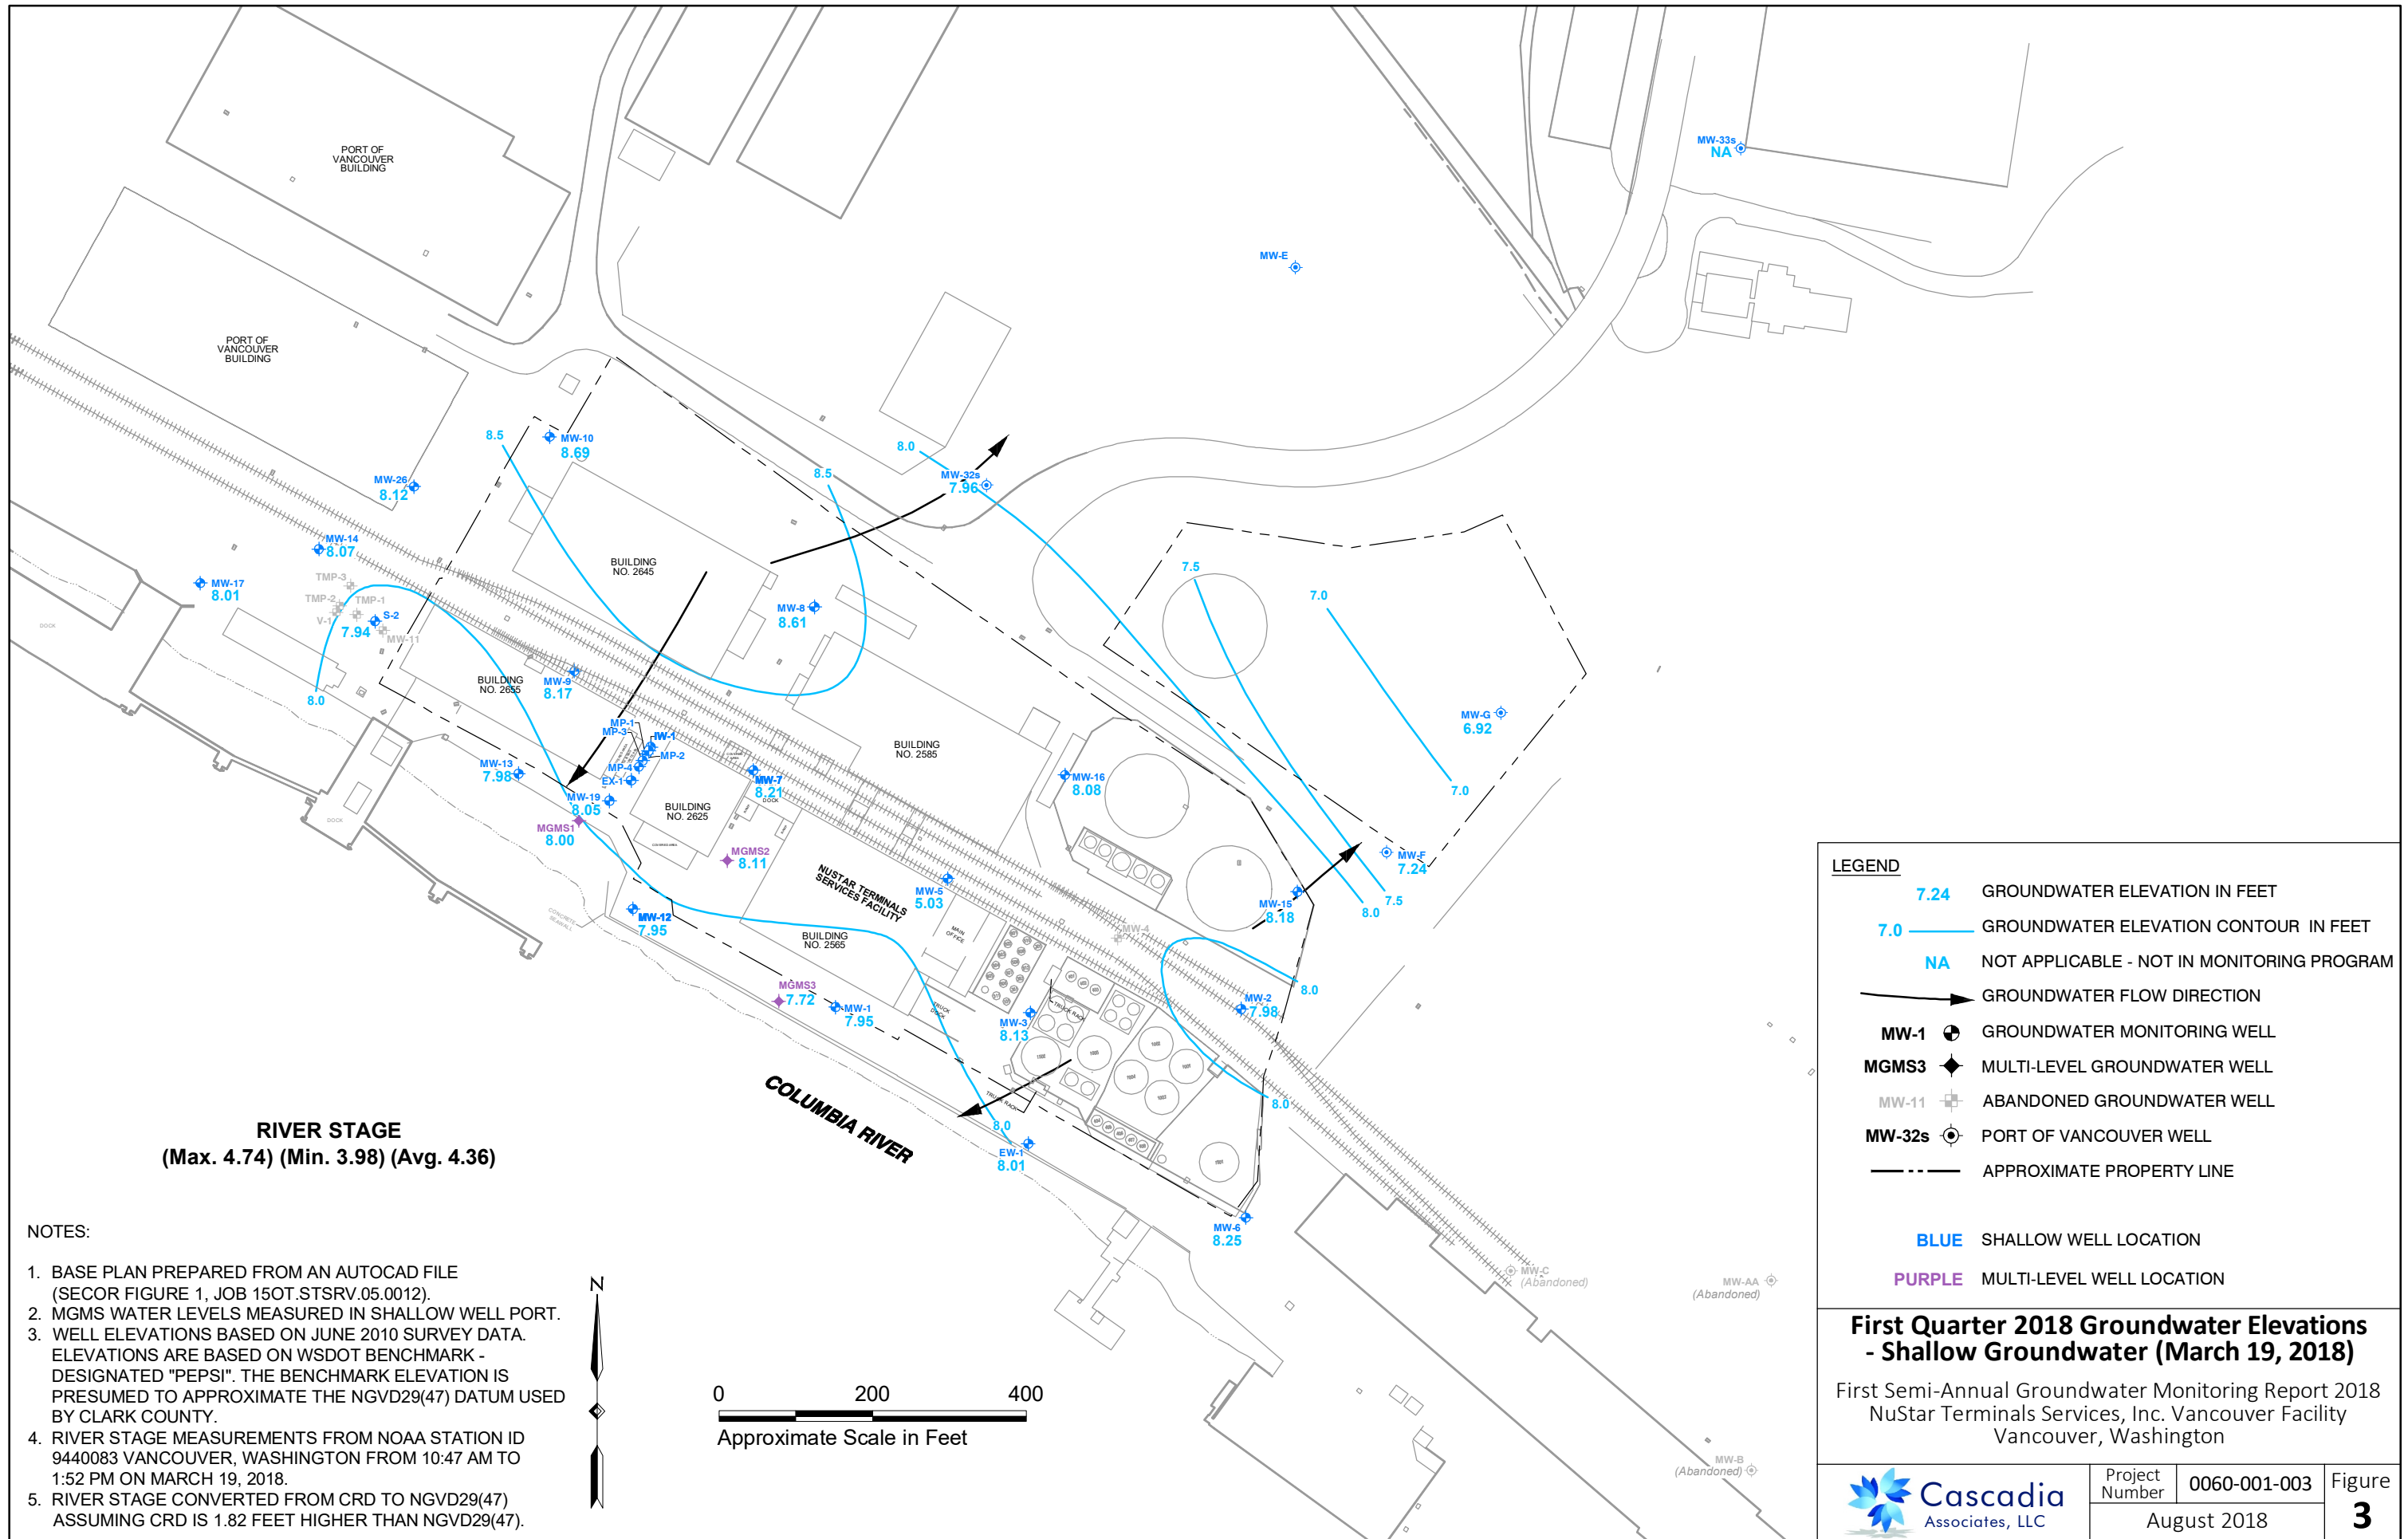 PORT OF
VANCOUVER
BUILDING
PORT OF
VANCOUVER
BUILDING
MW-33s
NA
MW-E
8.5
MW-10
8.69
8.0
8.5
MW-32s
7.96
MW-26
8.12
MW-14
8.07
MW-17
8.01
TMP-3
TMP-2
TMP-1
V-1
S-2
7.94
MW-11
8.0
DOCK
BUILDING
NO. 2645
MW-8
8.61
7.5
7.0
MW-G
6.92
7.0
BUILDING
NO. 2655
MW-9
8.17
MP-1
MP-3
IW-1
MP-2
MP-4
EX-1
MW-13
7.98
MW-19
8.05
MGMS1
8.00
MW-7
8.21
DOCK
BUILDING
NO. 2625
MGMS2
8.11
BUILDING
NO. 2585
MW-16
8.08
MW-F
7.24
7.5
8.0
MW-15
8.18
DOCK
CONCRETE
SEAWALL
MW-12
7.95
NUSTAR TERMINALS
SERVICES FACILITY
MW-5
5.03
MAIN
OFFICE
BUILDING
NO. 2565
MW-4
8.0
MW-2
7.98
MGMS3
7.72
MW-1
7.95
TRUCK
DOCK
TRUCK RACK
MW-3
8.13
TRUCK RACK
8.0
8.0
EW-1
8.01
MW-6
8.25
COLUMBIA RIVER
MW-C
(Abandoned)
MW-AA
(Abandoned)
MW-B
(Abandoned)
RIVER STAGE
(Max. 4.74) (Min. 3.98) (Avg. 4.36)
NOTES:
1. BASE PLAN PREPARED FROM AN AUTOCAD FILE
(SECOR FIGURE 1, JOB 15OT.STSRV.05.0012).
2. MGMS WATER LEVELS MEASURED IN SHALLOW WELL PORT.
3. WELL ELEVATIONS BASED ON JUNE 2010 SURVEY DATA.
ELEVATIONS ARE BASED ON WSDOT BENCHMARK -
DESIGNATED "PEPSI". THE BENCHMARK ELEVATION IS
PRESUMED TO APPROXIMATE THE NGVD29(47) DATUM USED
BY CLARK COUNTY.
4. RIVER STAGE MEASUREMENTS FROM NOAA STATION ID
9440083 VANCOUVER, WASHINGTON FROM 10:47 AM TO
1:52 PM ON MARCH 19, 2018.
5. RIVER STAGE CONVERTED FROM CRD TO NGVD29(47)
ASSUMING CRD IS 1.82 FEET HIGHER THAN NGVD29(47).
N
0 200 400
Approximate Scale in Feet
LEGEND
7.24 GROUNDWATER ELEVATION IN FEET
7.0 GROUNDWATER ELEVATION CONTOUR IN FEET
NA NOT APPLICABLE - NOT IN MONITORING PROGRAM
GROUNDWATER FLOW DIRECTION
MW-1 GROUNDWATER MONITORING WELL
MGMS3 MULTI-LEVEL GROUNDWATER WELL
MW-11 ABANDONED GROUNDWATER WELL
MW-32s PORT OF VANCOUVER WELL
APPROXIMATE PROPERTY LINE
BLUE SHALLOW WELL LOCATION
PURPLE MULTI-LEVEL WELL LOCATION
First Quarter 2018 Groundwater Elevations
- Shallow Groundwater (March 19, 2018)
First Semi-Annual Groundwater Monitoring Report 2018
NuStar Terminals Services, Inc. Vancouver Facility
Vancouver, Washington
Cascadia
Associates, LLC
Project
Number
0060-001-003
August 2018
Figure
3